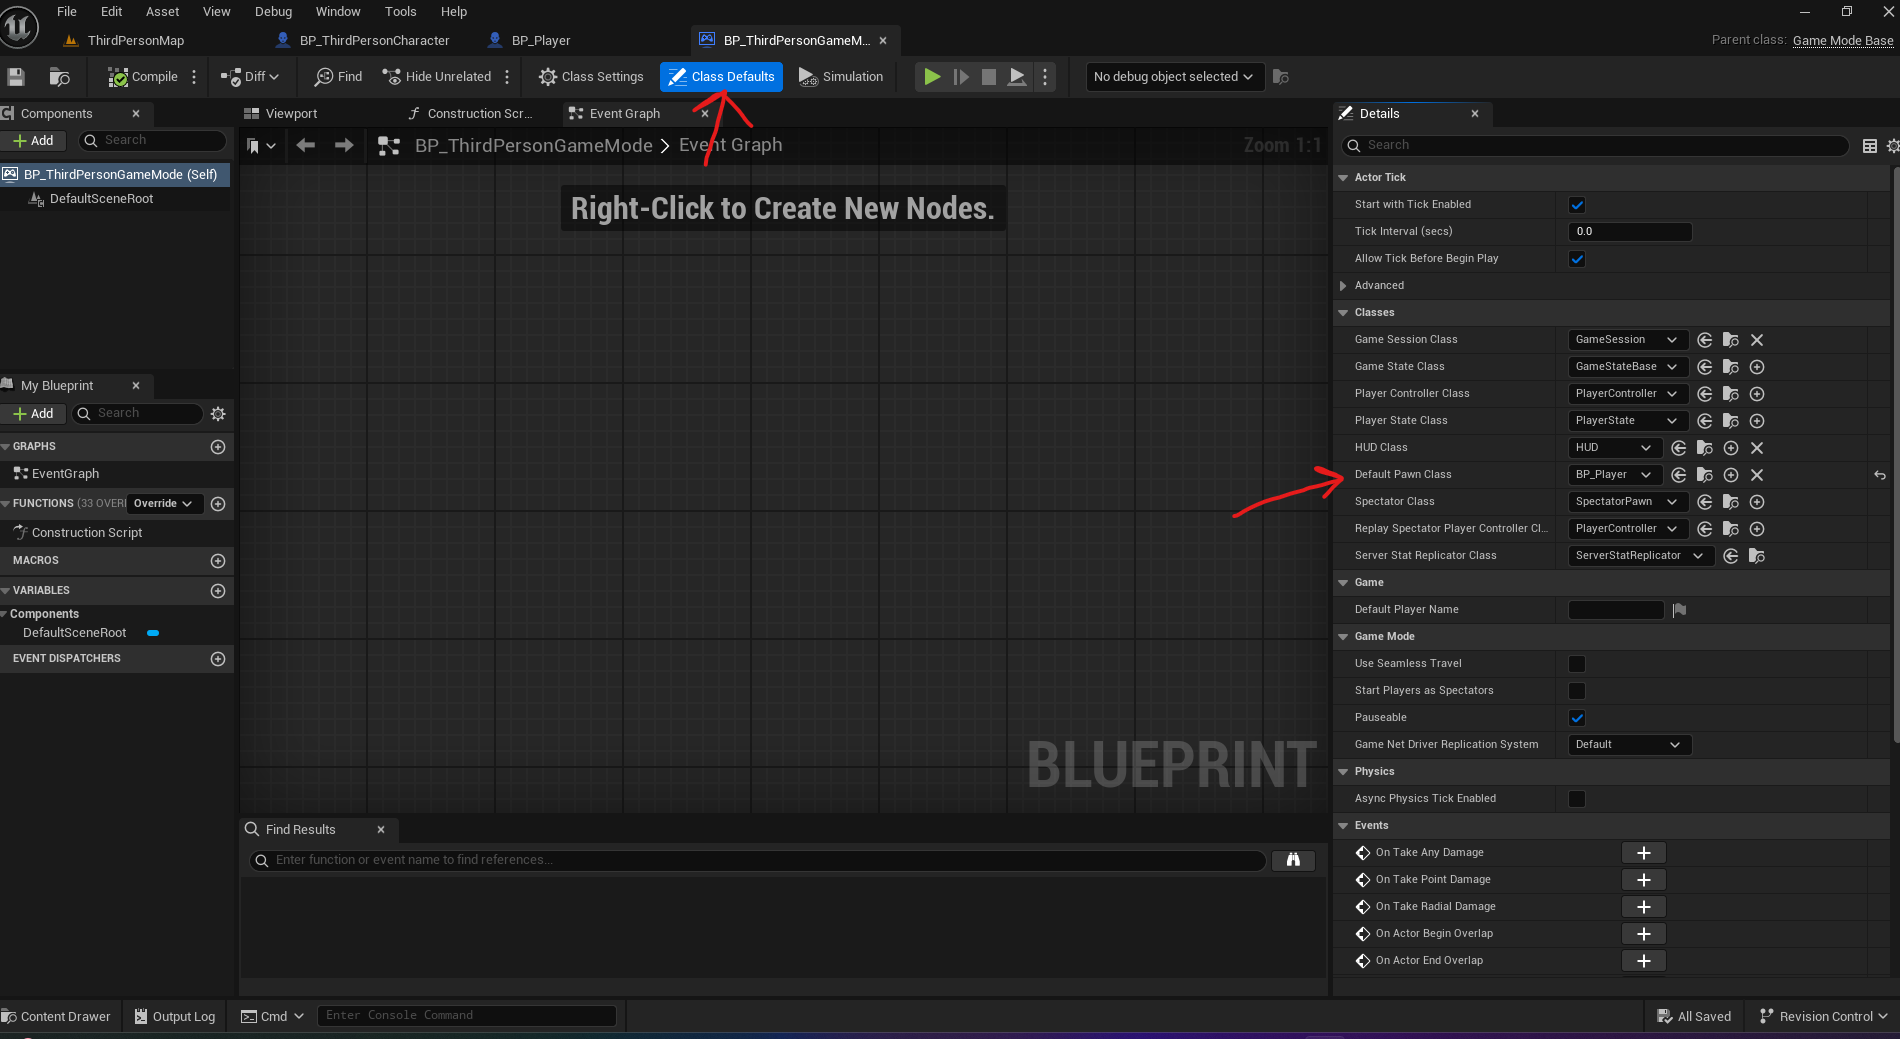 File Edit Asset View Debug Window Tools Help
ThirdPersonMap BP_ThirdPersonCharacter BP_Player BP_ThirdPersonGameM... Parent class: Game Mode Base
Compile Diff Find Hide Unrelated Class Settings Class Defaults Simulation No debug object selected
Components
Add Search
BP_ThirdPersonGameMode (Self)
DefaultSceneRoot
My Blueprint
Add Search
GRAPHS
EventGraph
FUNCTIONS (33 OVERI Override
Construction Script
MACROS
VARIABLES
Components
DefaultSceneRoot
EVENT DISPATCHERS
Viewport Construction Scr... Event Graph
BP_ThirdPersonGameMode > Event Graph Zoom 1:1
Right-Click to Create New Nodes.
BLUEPRINT
Find Results
Enter function or event name to find references...
Details
Search
Actor Tick
Start with Tick Enabled
Tick Interval (secs) 0.0
Allow Tick Before Begin Play
Advanced
Classes
Game Session Class GameSession
Game State Class GameStateBase
Player Controller Class PlayerController
Player State Class PlayerState
HUD Class HUD
Default Pawn Class BP_Player
Spectator Class SpectatorPawn
Replay Spectator Player Controller Cl... PlayerController
Server Stat Replicator Class ServerStatReplicator
Game
Default Player Name
Game Mode
Use Seamless Travel
Start Players as Spectators
Pauseable
Game Net Driver Replication System Default
Physics
Async Physics Tick Enabled
Events
On Take Any Damage
On Take Point Damage
On Take Radial Damage
On Actor Begin Overlap
On Actor End Overlap
Content Drawer Output Log Cmd Enter Console Command All Saved Revision Control